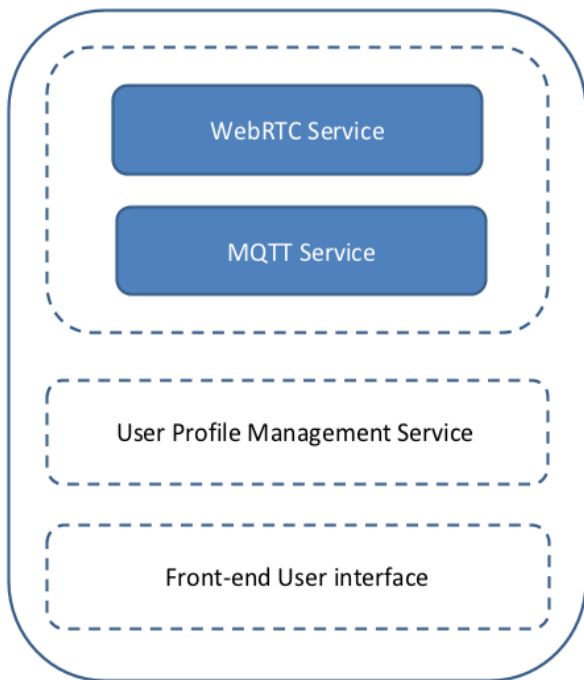 WebRTC Service
MQTT Service
User Profile Management Service
Front-end User interface